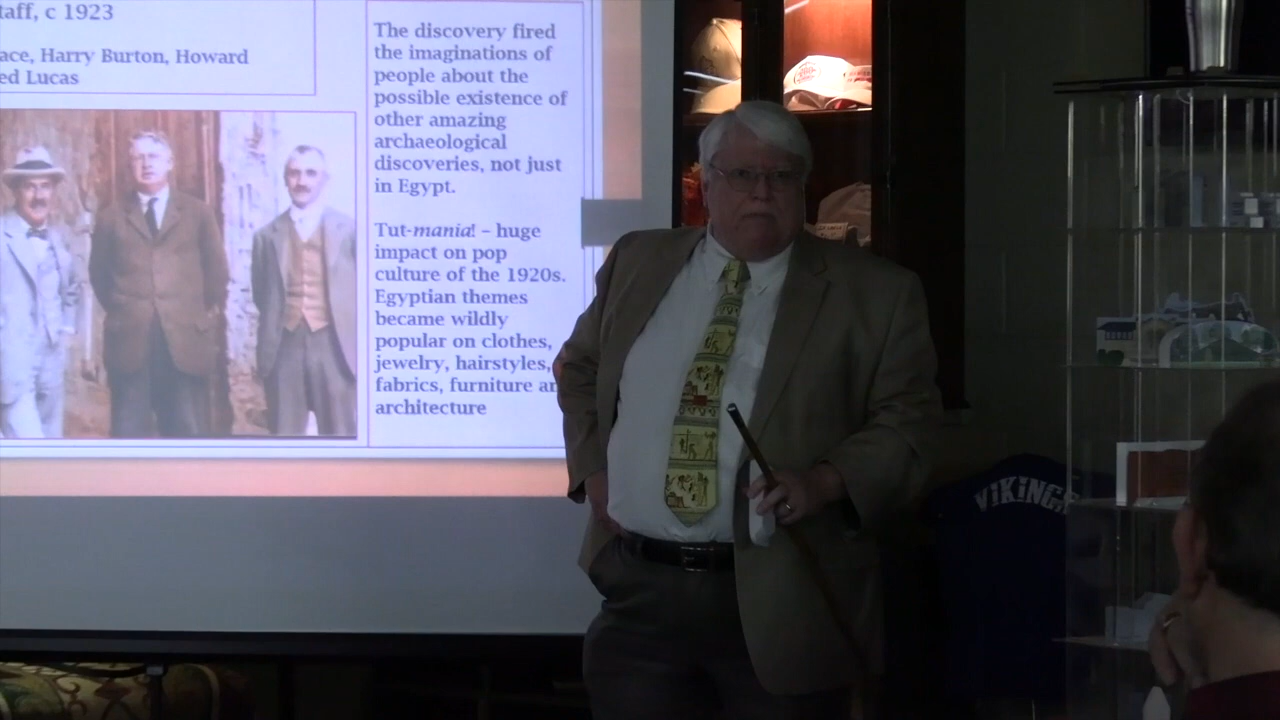 taff, c 1923
ace, Harry Burton, Howard
ed Lucas
The discovery fired
the imaginations of
people about the
possible existence of
other amazing
archaeological
discoveries, not just
in Egypt.
Tut-mania! – huge
impact on pop
culture of the 1920s.
Egyptian themes
became wildly
popular on clothes,
jewelry, hairstyles,
fabrics, furniture an
architecture
VIKINGS